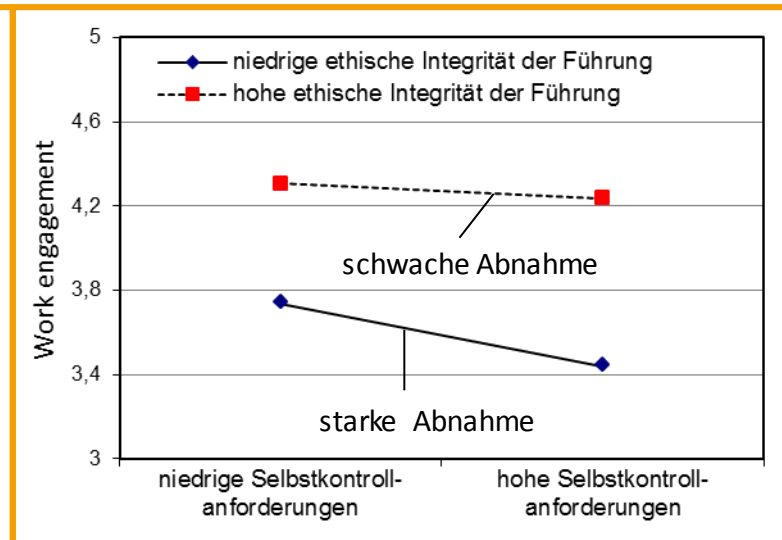 5
niedrige ethische Integrität der Führung
hohe ethische Integrität der Führung
4,6
4,2
schwache Abnahme
3,8
3,4
starke Abnahme
3
Work engagement
niedrige Selbstkontroll-
anforderungen
hohe Selbstkontroll-
anforderungen